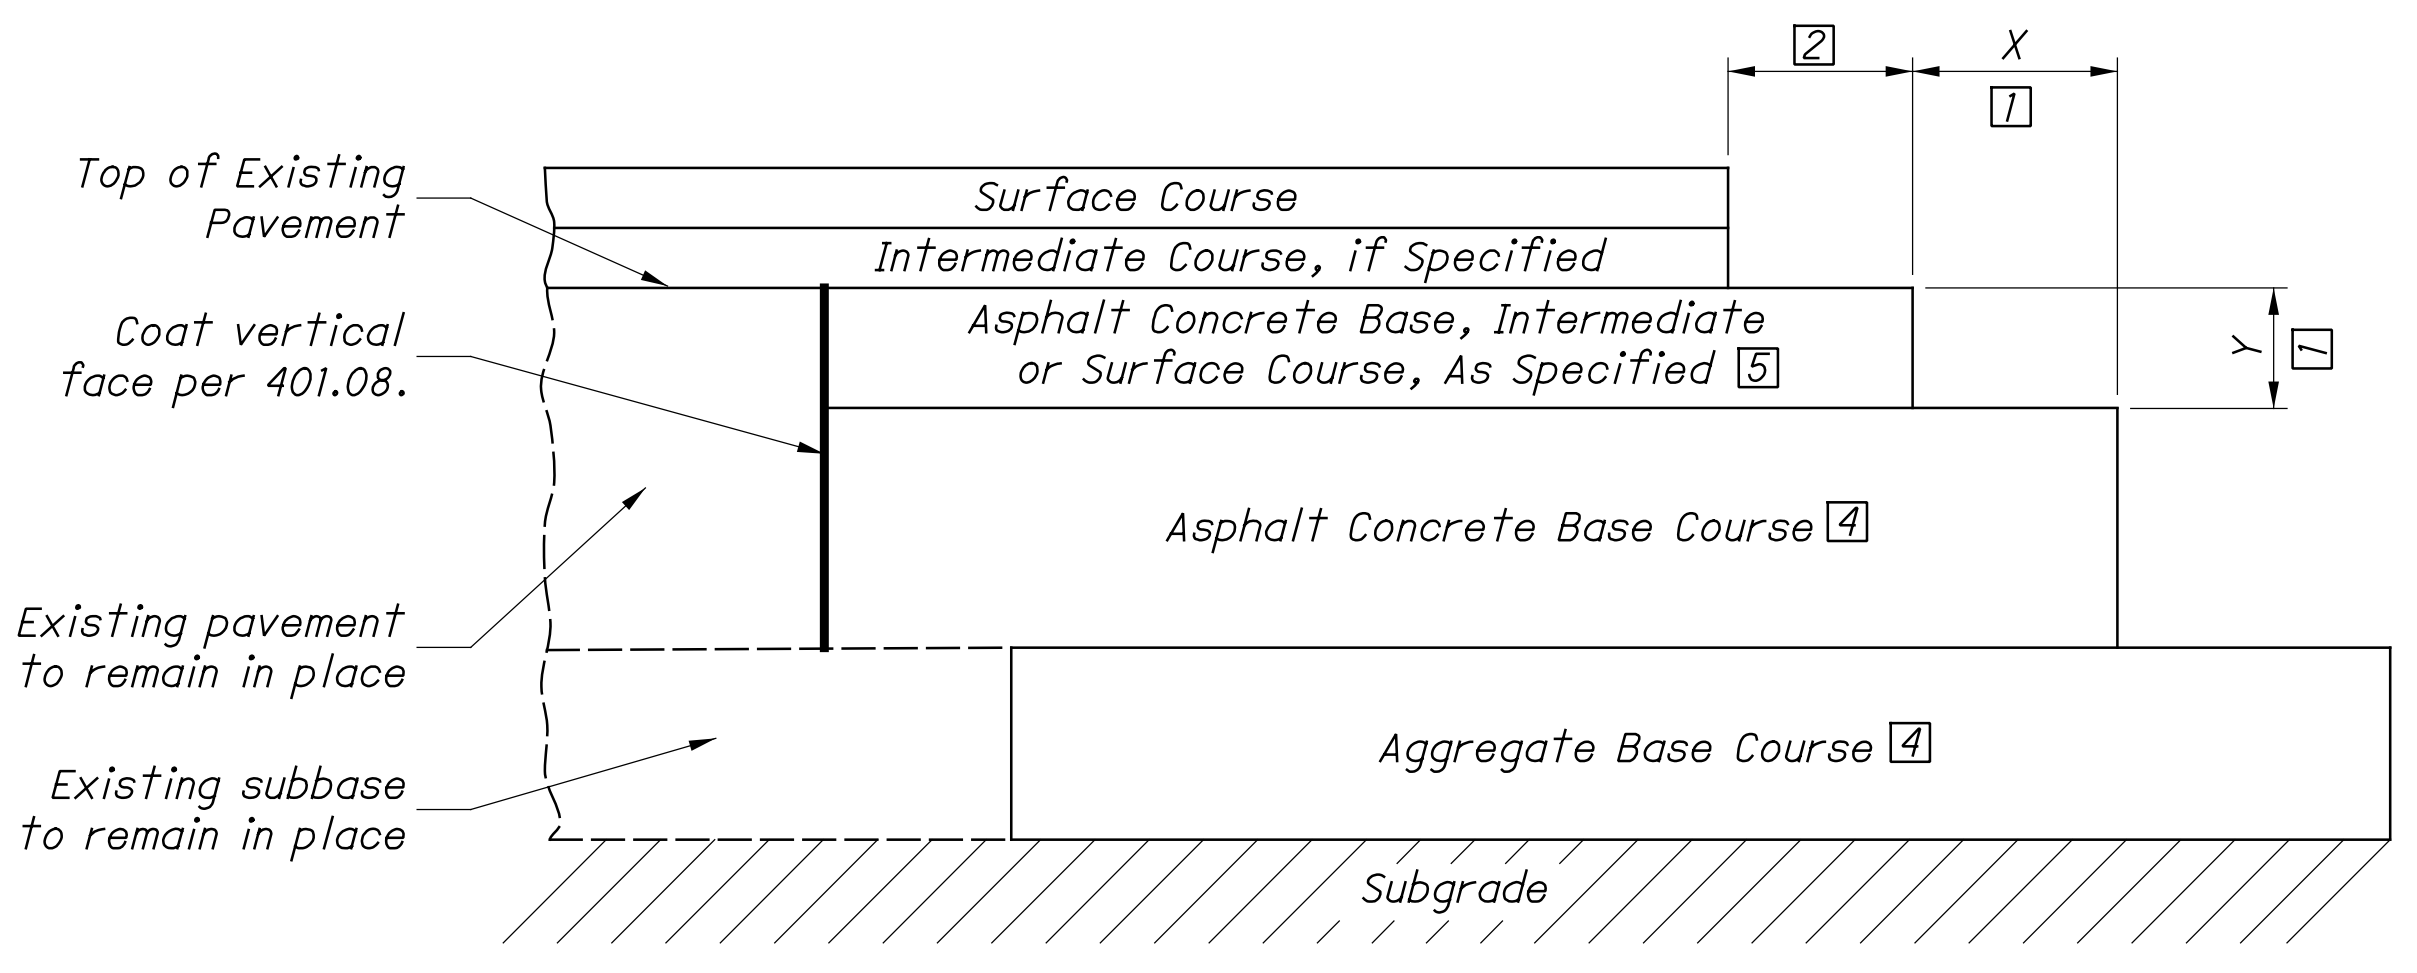 2
X
1
Top of Existing
Pavement
Surface Course
Intermediate Course, if Specified
Asphalt Concrete Base, Intermediate
or Surface Course, As Specified 5
Y
1
Coat vertical
face per 401.08.
Asphalt Concrete Base Course 4
Existing pavement
to remain in place
Aggregate Base Course 4
Existing subbase
to remain in place
Subgrade